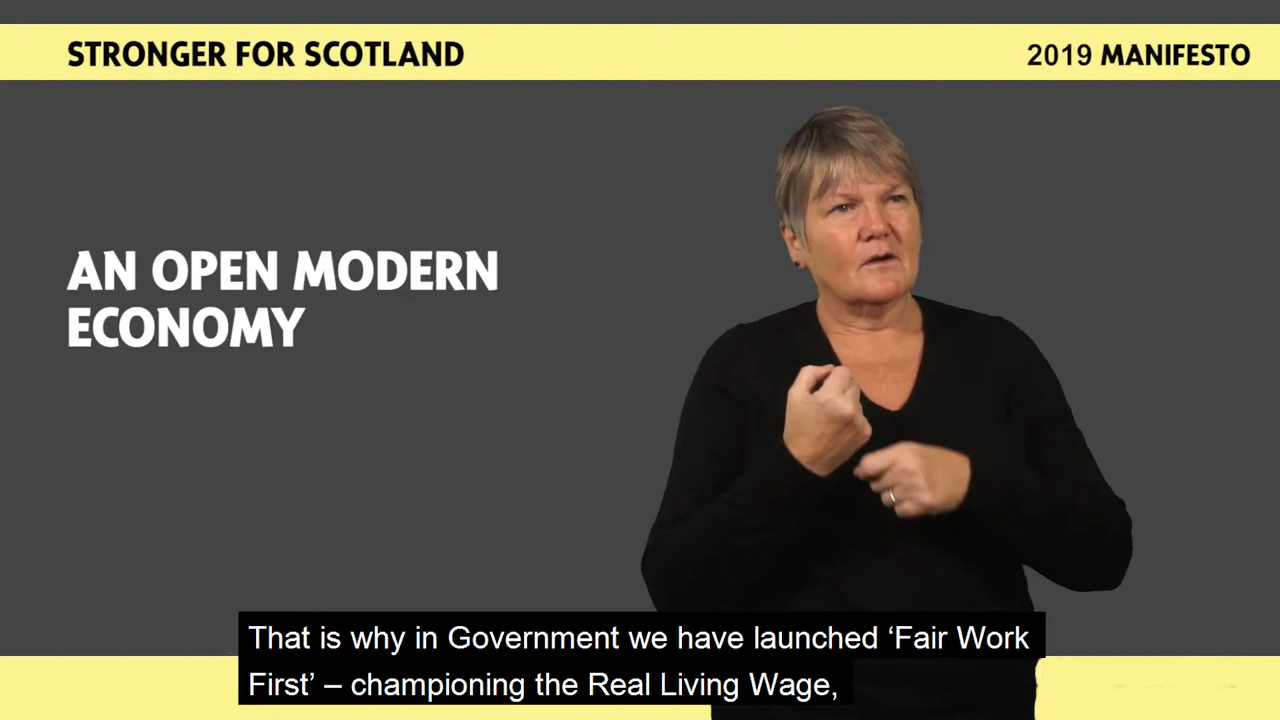 STRONGER FOR SCOTLAND
2019 MANIFESTO
AN OPEN MODERN
ECONOMY
That is why in Government we have launched ‘Fair Work
First’ – championing the Real Living Wage,